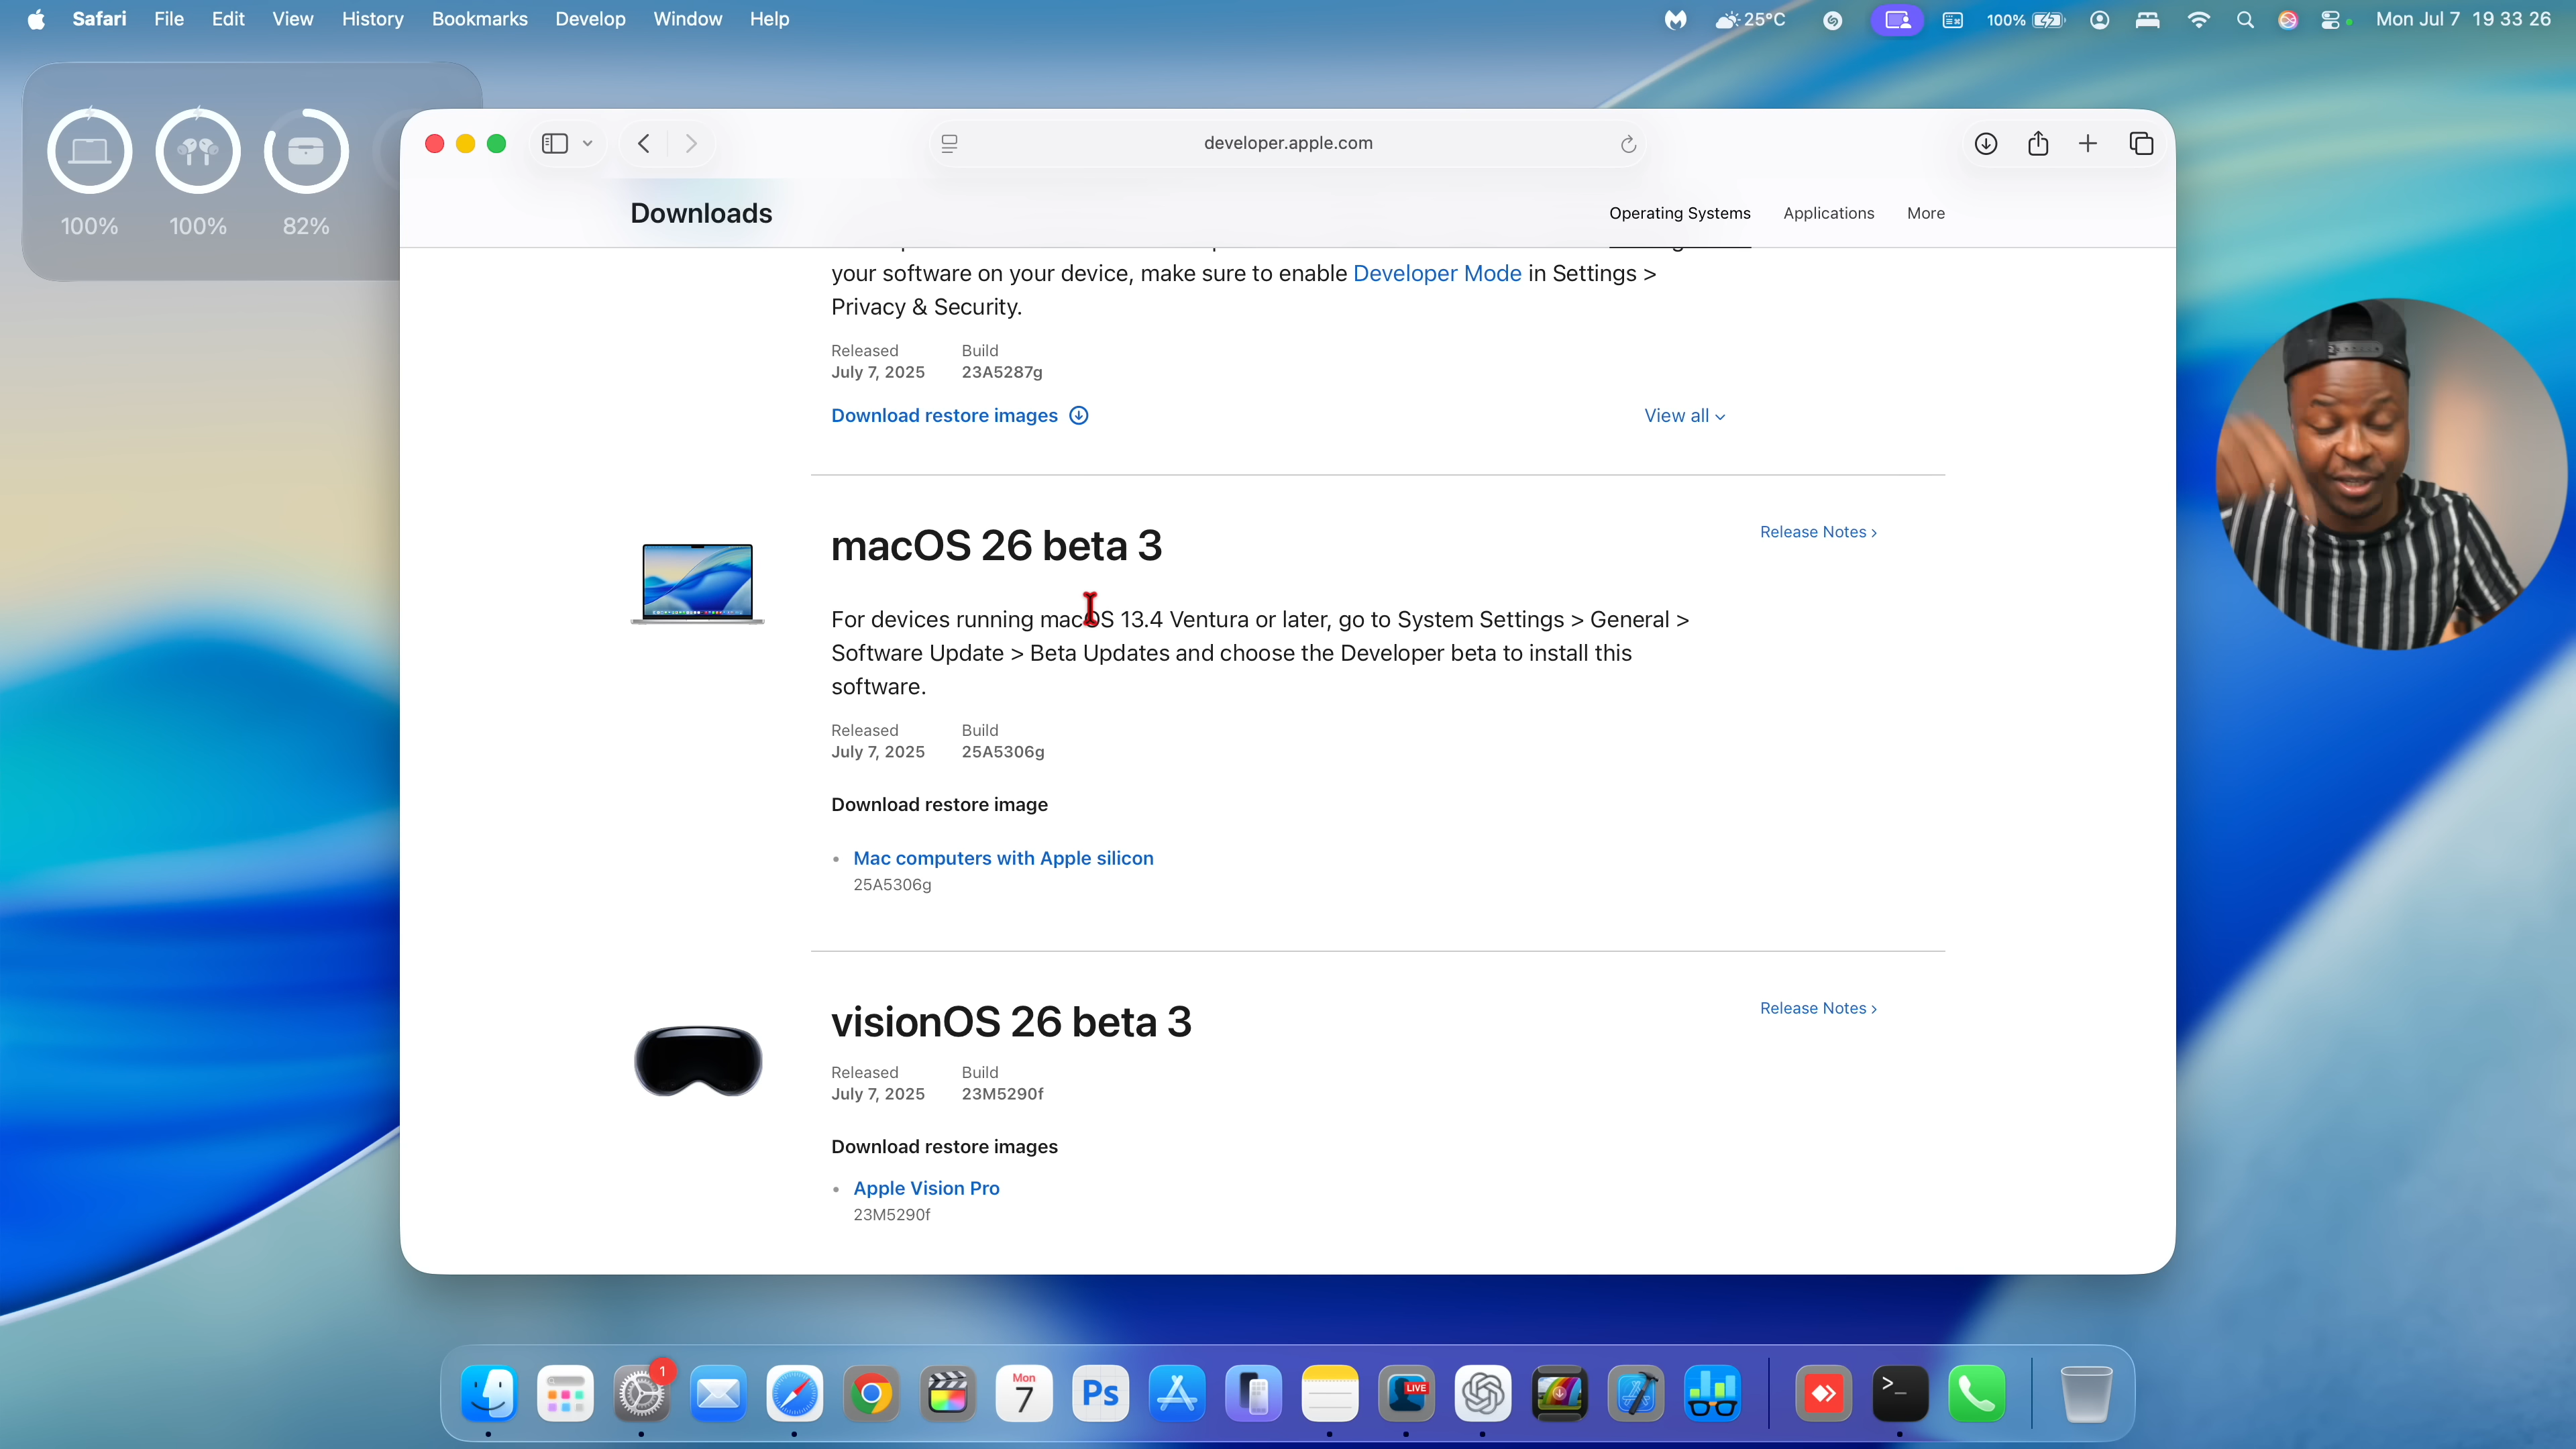 Safari File Edit View History Bookmarks Develop Window Help
25°C 100% Mon Jul 7 19 33 26
100% 100% 82%
developer.apple.com
Downloads
Operating Systems Applications More
your software on your device, make sure to enable Developer Mode in Settings >
Privacy & Security.
Released Build
July 7, 2025 23A5287g
Download restore images View all
macOS 26 beta 3
Release Notes >
For devices running macOS 13.4 Ventura or later, go to System Settings > General >
Software Update > Beta Updates and choose the Developer beta to install this
software.
Released Build
July 7, 2025 25A5306g
Download restore image
• Mac computers with Apple silicon
25A5306g
visionOS 26 beta 3
Release Notes >
Released Build
July 7, 2025 23M5290f
Download restore images
• Apple Vision Pro
23M5290f
1
Mon
7
Ps
LIVE
>_